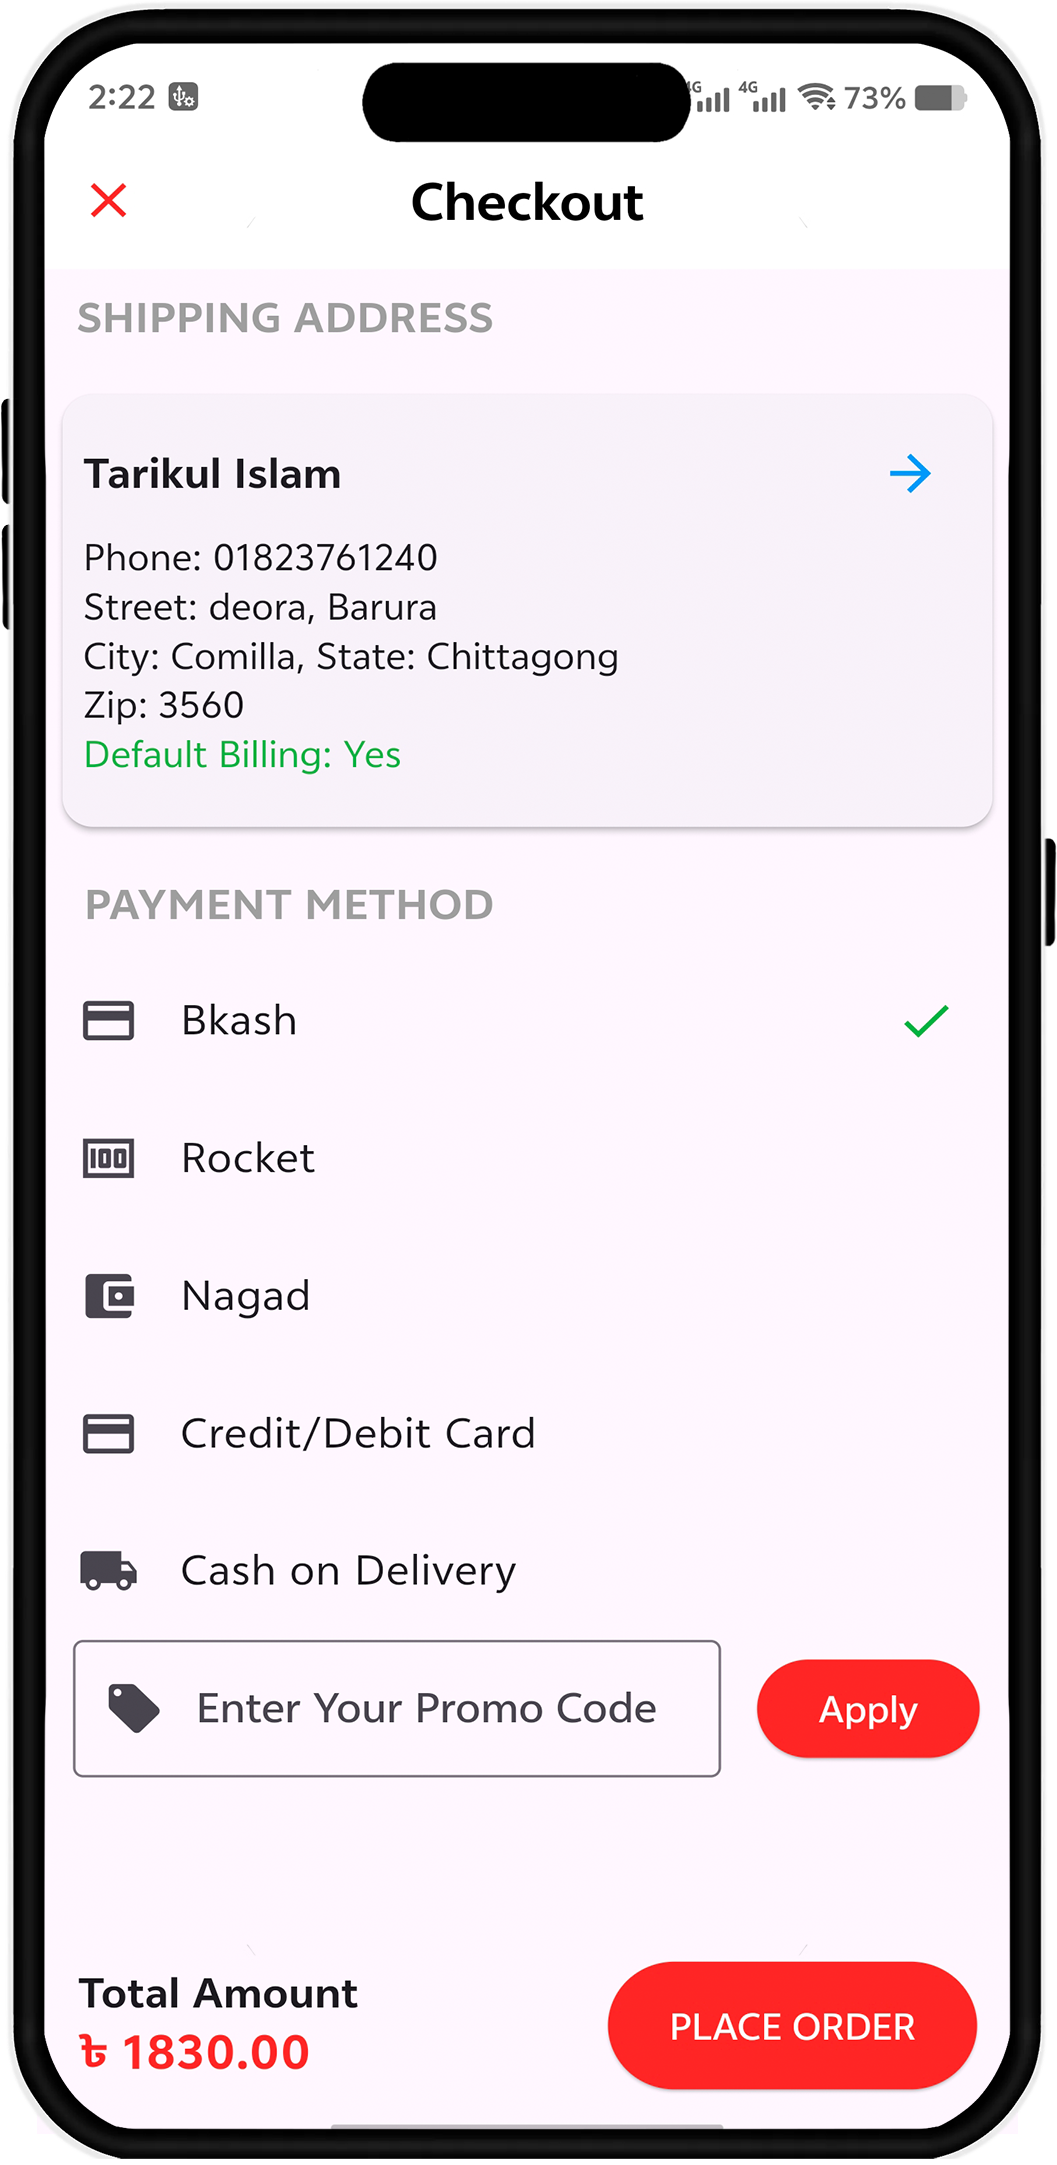 2:22 4G 4G 73%
Checkout
SHIPPING ADDRESS
Tarikul Islam
Phone: 01823761240
Street: deora, Barura
City: Comilla, State: Chittagong
Zip: 3560
Default Billing: Yes
PAYMENT METHOD
Bkash
100 Rocket
Nagad
Credit/Debit Card
Cash on Delivery
Enter Your Promo Code Apply
Total Amount
৳ 1830.00
PLACE ORDER